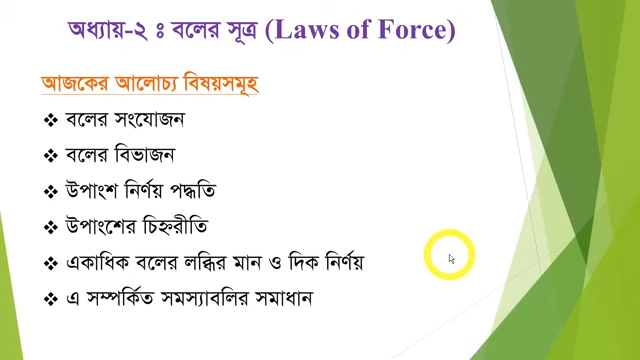 অধ্যায়-২ ঃ বলের সূত্র (Laws of Force)
আজকের আলোচ্য বিষয়সমূহ
❖ বলের সংযোজন
❖ বলের বিভাজন
❖ উপাংশ নির্ণয় পদ্ধতি
❖ উপাংশের চিহ্নরীতি
❖ একাধিক বলের লব্ধির মান ও দিক নির্ণয়
❖ এ সম্পর্কিত সমস্যাবলির সমাধান